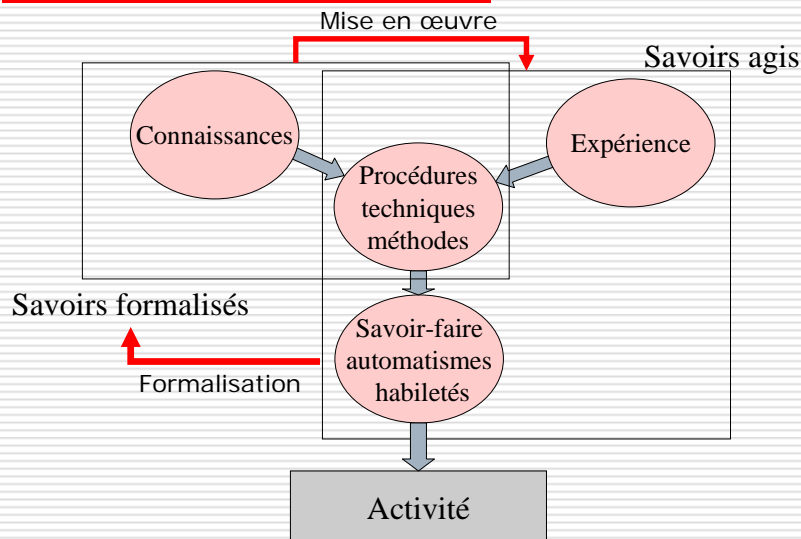 Mise en œuvre
Savoirs agis
Connaissances
Expérience
Procédures
techniques
méthodes
Savoirs formalisés
Savoir-faire
automatismes
habiletés
Formalisation
Activité